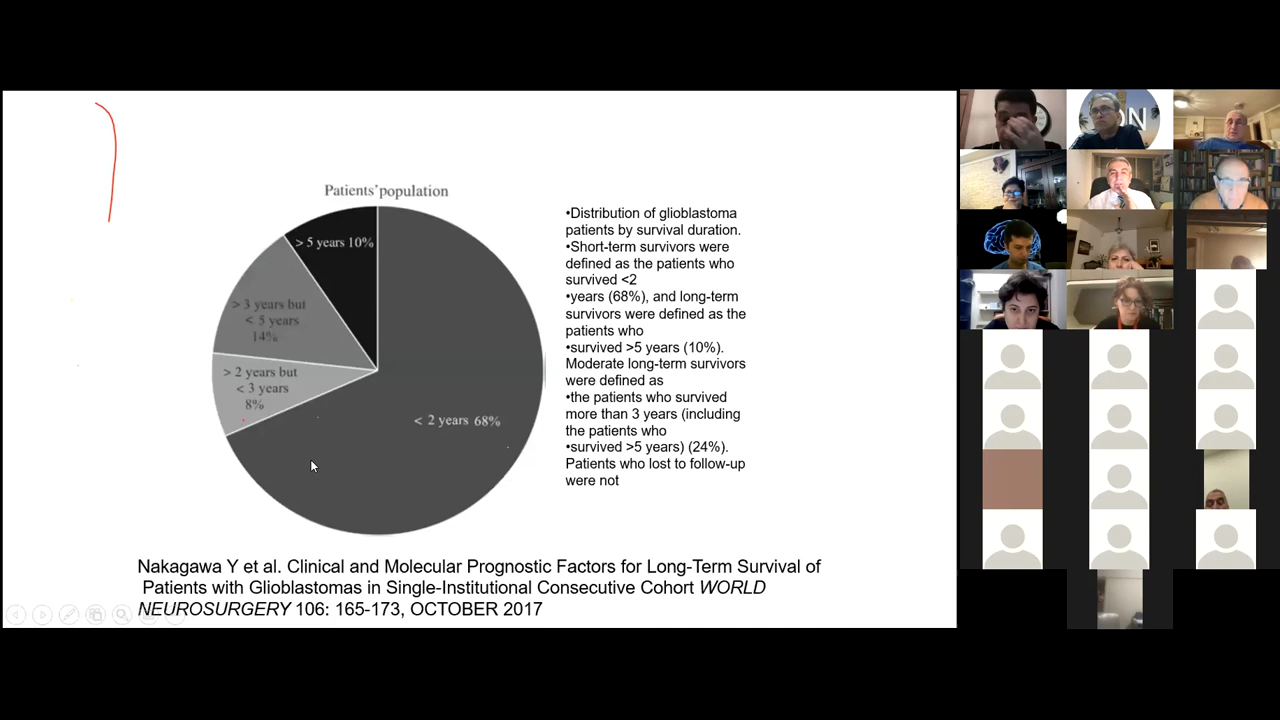 Patients' population
> 5 years 10%
> 3 years but
< 5 years
14%
> 2 years but
< 3 years
8%
< 2 years 68%
•Distribution of glioblastoma
patients by survival duration.
•Short-term survivors were
defined as the patients who
survived <2
•years (68%), and long-term
survivors were defined as the
patients who
•survived >5 years (10%).
Moderate long-term survivors
were defined as
•the patients who survived
more than 3 years (including
the patients who
•survived >5 years) (24%).
Patients who lost to follow-up
were not
Nakagawa Y et al. Clinical and Molecular Prognostic Factors for Long-Term Survival of
Patients with Glioblastomas in Single-Institutional Consecutive Cohort WORLD
NEUROSURGERY 106: 165-173, OCTOBER 2017